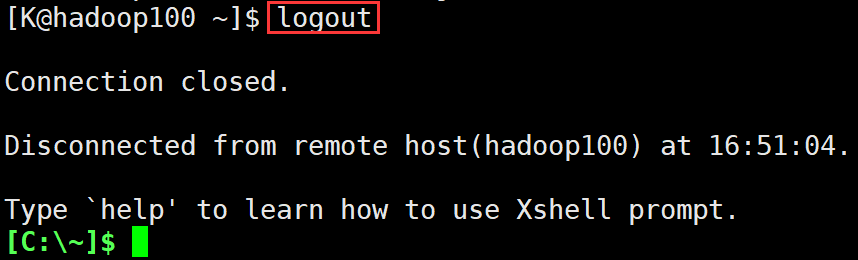 [K@hadoop100 ~]$ logout
Connection closed.
Disconnected from remote host(hadoop100) at 16:51:04.
Type `help' to learn how to use Xshell prompt.
[C:\~]$